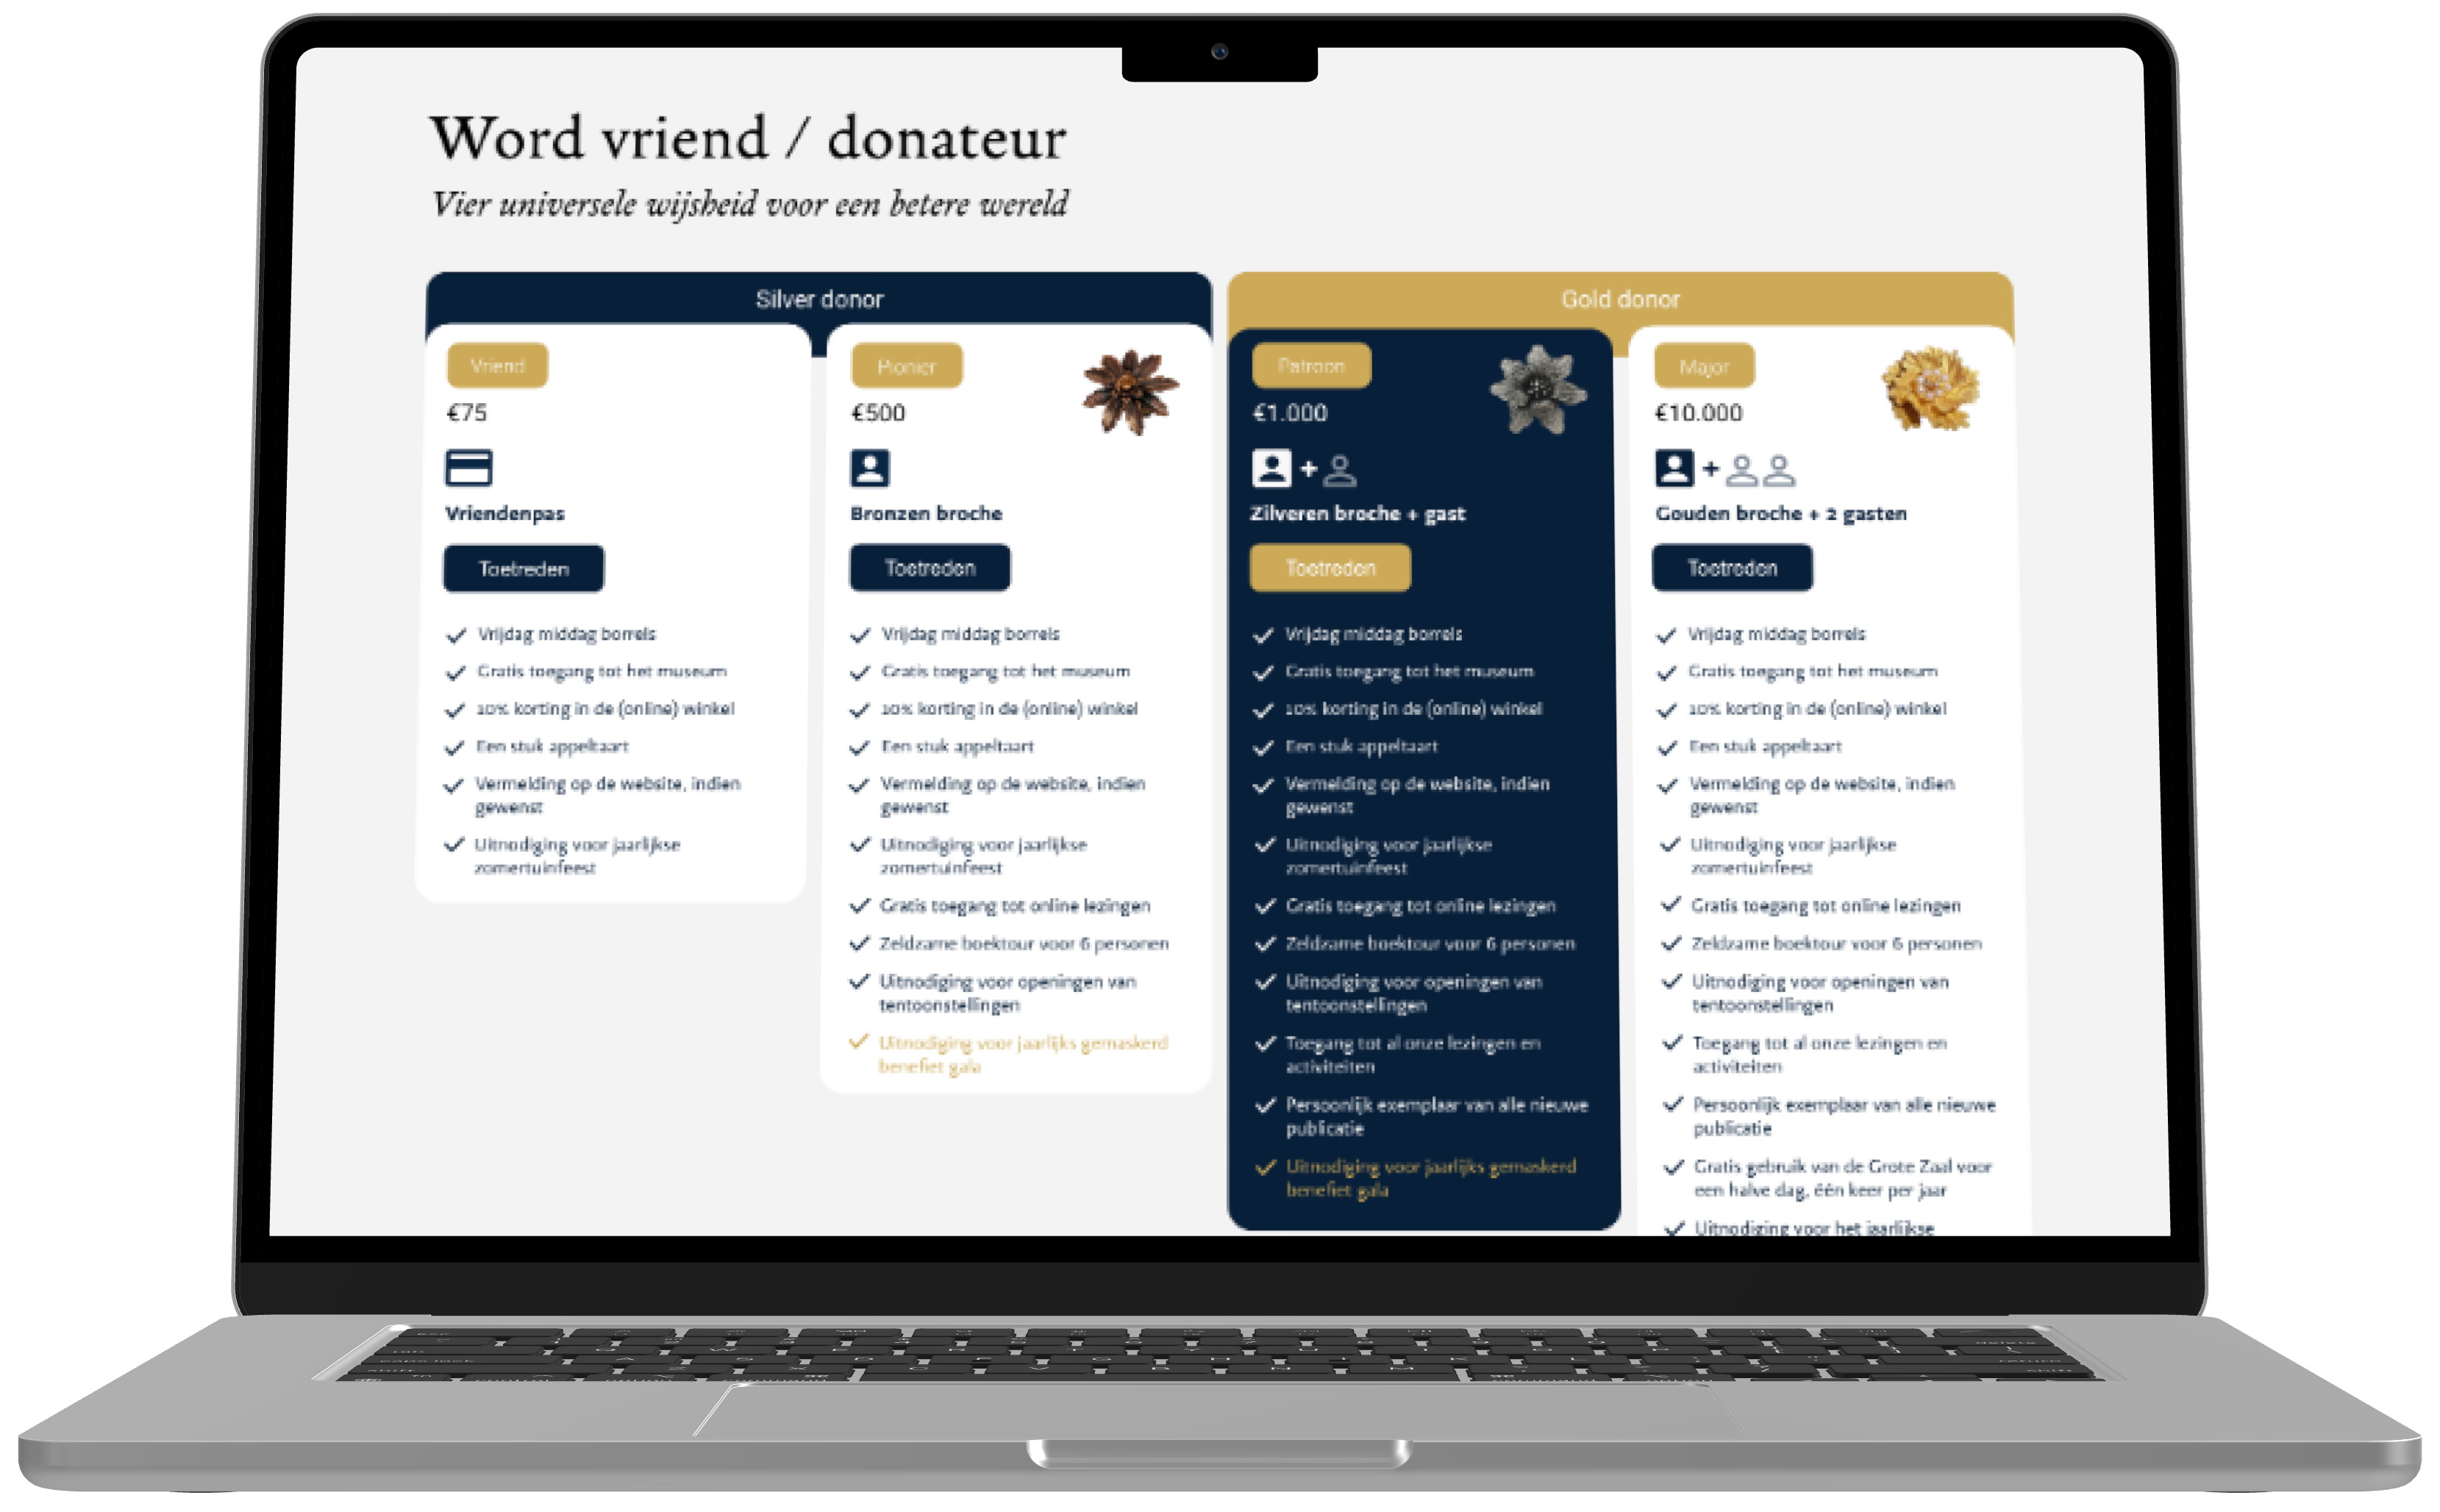 Word vriend / donateur
Vier universele wijsheid voor een betere wereld
Silver donor
Vriend
€75
Vriendenpas
Toetreden
Vrijdag middag borrels
Gratis toegang tot het museum
10% korting in de (online) winkel
Een stuk appeltaart
Vermelding op de website, indien
gewenst
Uitnodiging voor jaarlijkse
zomertuinfeest
Pionier
€500
Bronzen broche
Toetreden
Vrijdag middag borrels
Gratis toegang tot het museum
10% korting in de (online) winkel
Een stuk appeltaart
Vermelding op de website, indien
gewenst
Uitnodiging voor jaarlijkse
zomertuinfeest
Gratis toegang tot online lezingen
Zeldzame boektour voor 6 personen
Uitnodiging voor openingen van
tentoonstellingen
Uitnodiging voor jaarlijks gemaskerd
benefiet gala
Gold donor
Patroon
€1.000
+
Zilveren broche + gast
Toetreden
Vrijdag middag borrels
Gratis toegang tot het museum
10% korting in de (online) winkel
Een stuk appeltaart
Vermelding op de website, indien
gewenst
Uitnodiging voor jaarlijkse
zomertuinfeest
Gratis toegang tot online lezingen
Zeldzame boektour voor 6 personen
Uitnodiging voor openingen van
tentoonstellingen
Toegang tot al onze lezingen en
activiteiten
Persoonlijk exemplaar van alle nieuwe
publicatie
Uitnodiging voor jaarlijks gemaskerd
benefiet gala
Major
€10.000
+
Gouden broche + 2 gasten
Toetreden
Vrijdag middag borrels
Gratis toegang tot het museum
10% korting in de (online) winkel
Een stuk appeltaart
Vermelding op de website, indien
gewenst
Uitnodiging voor jaarlijkse
zomertuinfeest
Gratis toegang tot online lezingen
Zeldzame boektour voor 6 personen
Uitnodiging voor openingen van
tentoonstellingen
Toegang tot al onze lezingen en
activiteiten
Persoonlijk exemplaar van alle nieuwe
publicatie
Gratis gebruik van de Grote Zaal voor
een halve dag, één keer per jaar
Uitnodiging voor het jaarlijkse